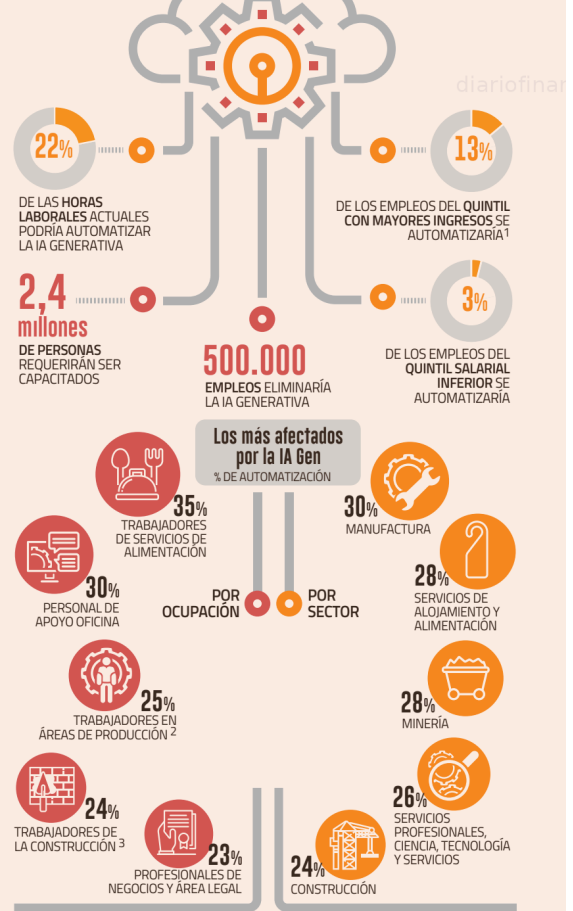 diariofinan
22%
DE LAS HORAS
LABORALES ACTUALES
PODRÍA AUTOMATIZAR
LA IA GENERATIVA
13%
DE LOS EMPLEOS DEL QUINTIL
CON MAYORES INGRESOS SE
AUTOMATIZARÍA¹
2,4
millones
DE PERSONAS
REQUERIRÁN SER
CAPACITADOS
500.000
EMPLEOS ELIMINARÍA
LA IA GENERATIVA
3%
DE LOS EMPLEOS DEL
QUINTIL SALARIAL
INFERIOR SE
AUTOMATIZARÍA
Los más afectados
por la IA Gen
% DE AUTOMATIZACIÓN
POR
OCUPACIÓN
35%
TRABAJADORES
DE SERVICIOS DE
ALIMENTACIÓN
30%
PERSONAL DE
APOYO OFICINA
25%
TRABAJADORES EN
ÁREAS DE PRODUCCIÓN ²
24%
TRABAJADORES DE
LA CONSTRUCCIÓN ³
23%
PROFESIONALES DE
NEGOCIOS Y ÁREA LEGAL
POR
SECTOR
30%
MANUFACTURA
28%
SERVICIOS DE
ALOJAMIENTO Y
ALIMENTACIÓN
28%
MINERÍA
26%
SERVICIOS
PROFESIONALES,
CIENCIA, TECNOLOGÍA
Y SERVICIOS
24%
CONSTRUCCIÓN